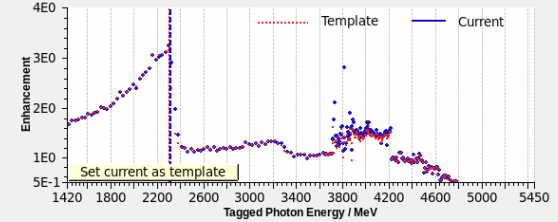 4E0
Template
Current
3E0
Enhancement
2E0
1E0
Set current as template
5E-1
1420 1800 2200 2600 3000 3400 3800 4200 4600 5000 5450
Tagged Photon Energy / MeV